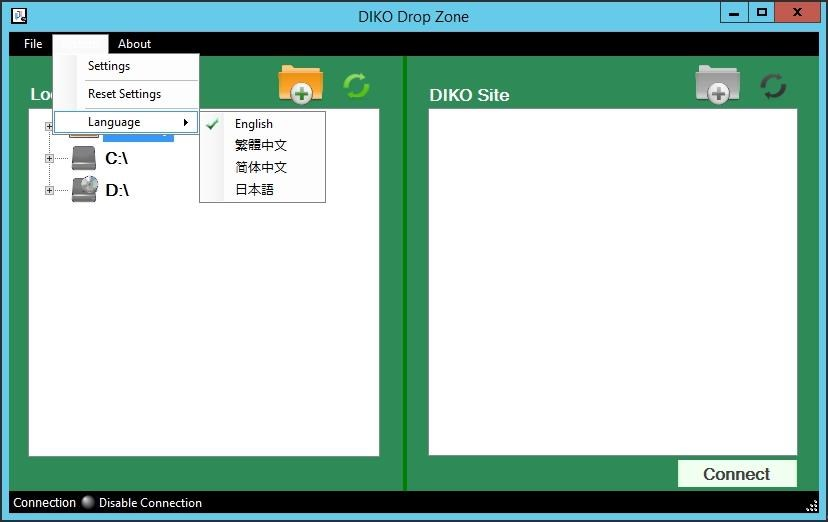 DIKO Drop Zone
File
About
Settings
Reset Settings
Language
English
繁體中文
简体中文
日本語
C:\
D:\
DIKO Site
Connect
Connection
Disable Connection